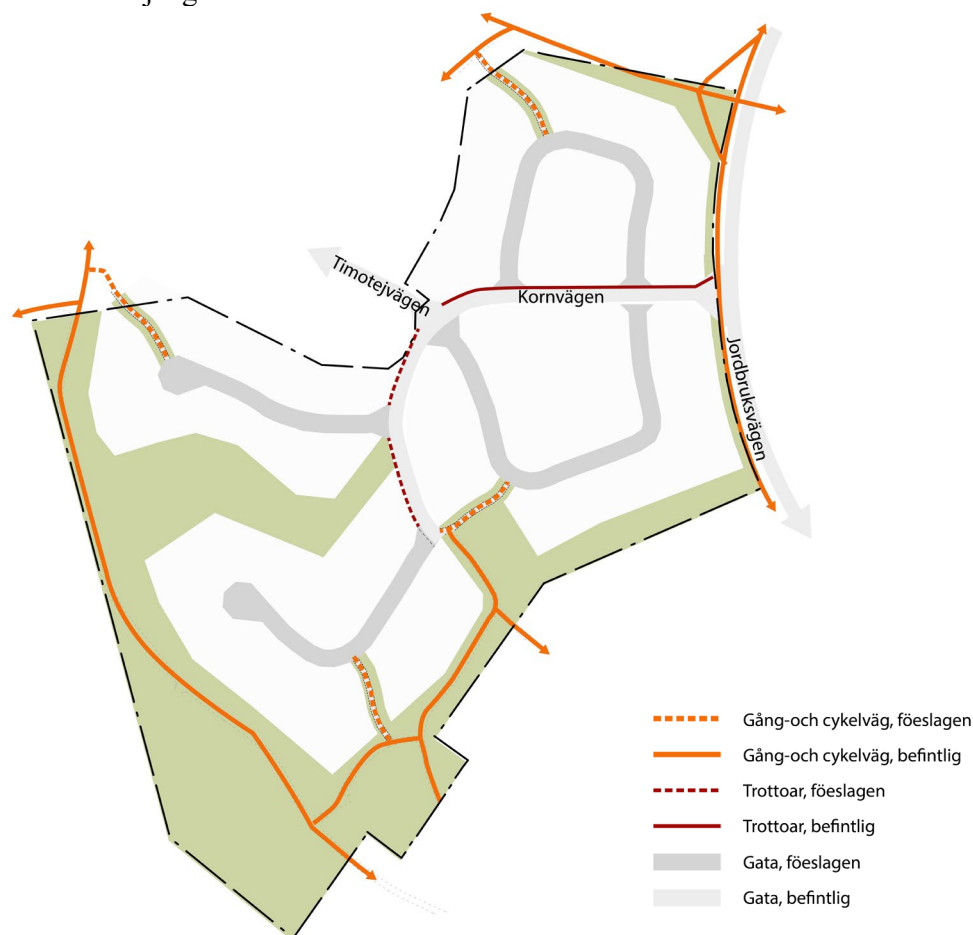 Timotejvägen
Kornvägen
Jordbruksvägen
Gång-och cykelväg, föeslagen
Gång-och cykelväg, befintlig
Trottoar, föeslagen
Trottoar, befintlig
Gata, föeslagen
Gata, befintlig